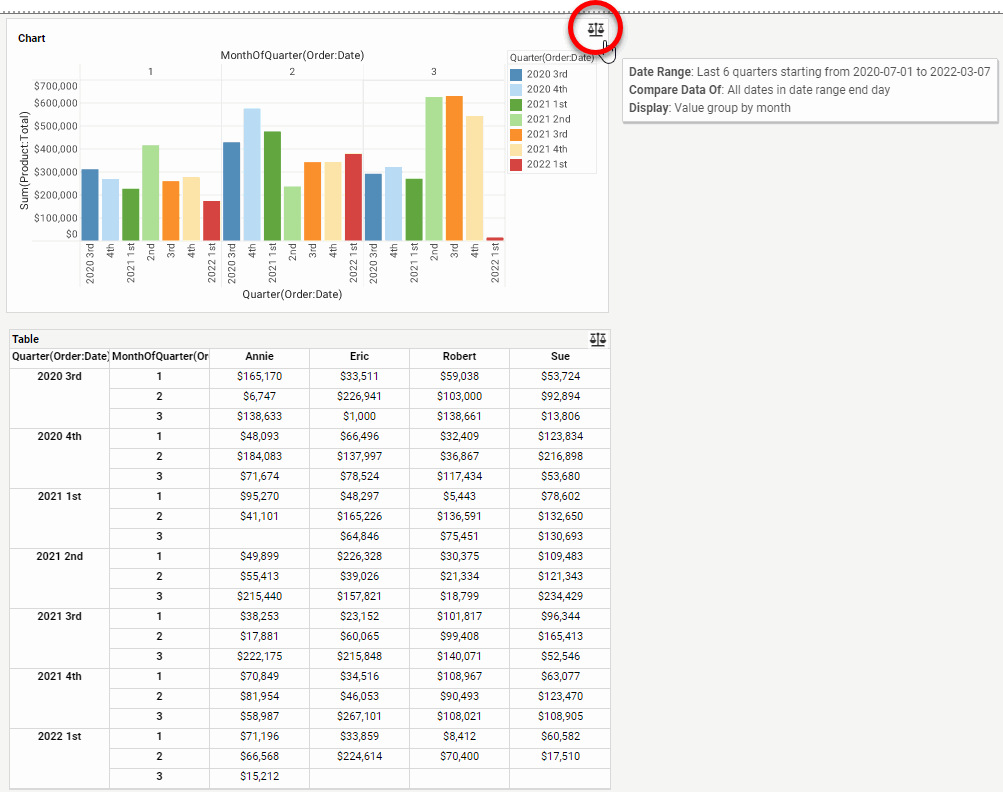 Chart
MonthOfQuarter(Order:Date)
1 2 3
Sum(Product:Total)
$700,000
$600,000
$500,000
$400,000
$300,000
$200,000
$100,000
$0
2020 3rd 4th 2021 1st 2nd 3rd 4th 2022 1st 2020 3rd 4th 2021 1st 2nd 3rd 4th 2022 1st 2020 3rd 4th 2021 1st 2nd 3rd 4th 2022 1st
Quarter(Order:Date)
Quarter(Order:Date)
2020 3rd
2020 4th
2021 1st
2021 2nd
2021 3rd
2021 4th
2022 1st
Date Range: Last 6 quarters starting from 2020-07-01 to 2022-03-07
Compare Data Of: All dates in date range end day
Display: Value group by month
Table
Quarter(Order:Date) MonthOfQuarter(Or Annie Eric Robert Sue
2020 3rd 1 $165,170 $33,511 $59,038 $53,724
2 $6,747 $226,941 $103,000 $92,894
3 $138,633 $1,000 $138,661 $13,806
2020 4th 1 $48,093 $66,496 $32,409 $123,834
2 $184,083 $137,997 $36,867 $216,898
3 $71,674 $78,524 $117,434 $53,680
2021 1st 1 $95,270 $48,297 $5,443 $78,602
2 $41,101 $165,226 $136,591 $132,650
3 $64,846 $75,451 $130,693
2021 2nd 1 $49,899 $226,328 $30,375 $109,483
2 $55,413 $39,026 $21,334 $121,343
3 $215,440 $157,821 $18,799 $234,429
2021 3rd 1 $38,253 $23,152 $101,817 $96,344
2 $17,881 $60,065 $99,408 $165,413
3 $222,175 $215,848 $140,071 $52,546
2021 4th 1 $70,849 $34,516 $108,967 $63,077
2 $81,954 $46,053 $90,493 $123,470
3 $58,987 $267,101 $108,021 $108,905
2022 1st 1 $71,196 $33,859 $8,412 $60,582
2 $66,568 $224,614 $70,400 $17,510
3 $15,212